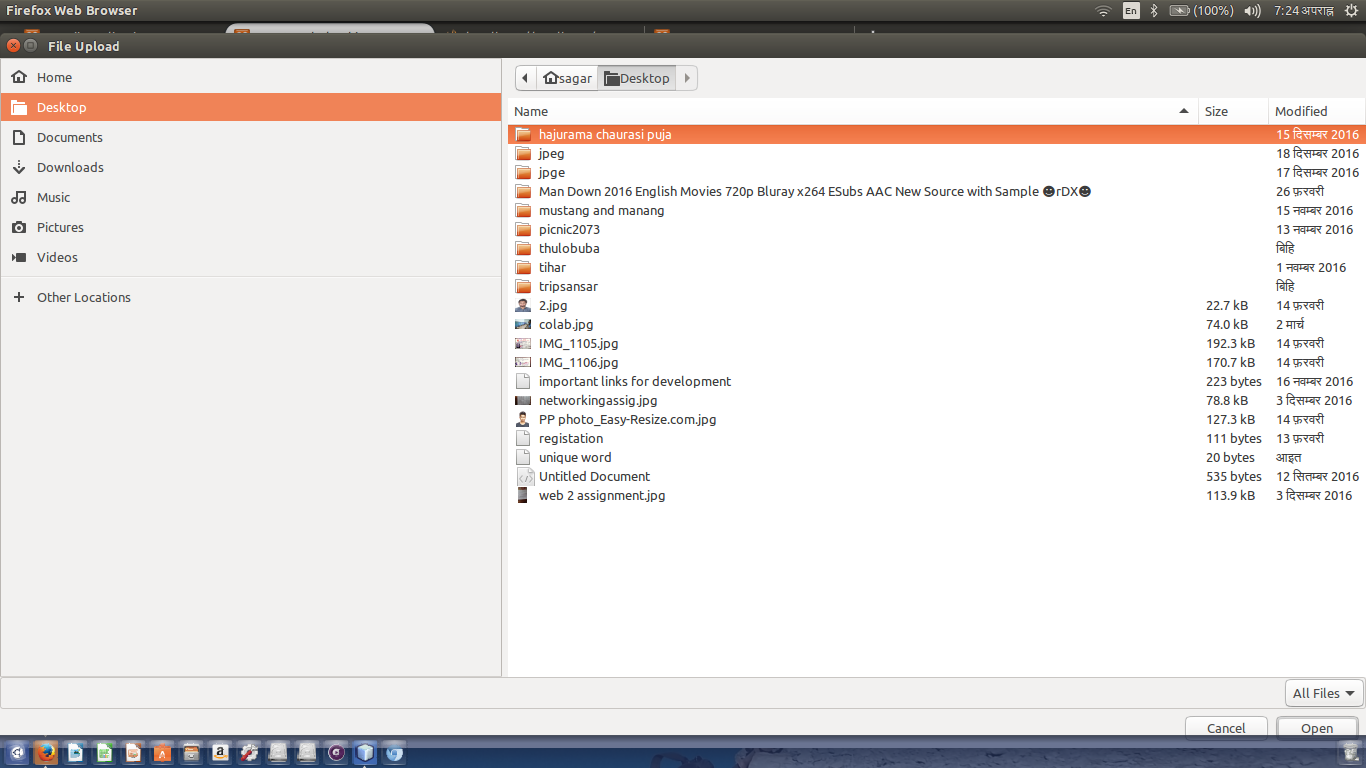 Firefox Web Browser
En
(100%)
7:24 अपराह्न
File Upload
Home
Desktop
Documents
Downloads
Music
Pictures
Videos
Other Locations
sagar
Desktop
Name Size Modified
hajurama chaurasi puja 15 दिसम्बर 2016
jpeg 18 दिसम्बर 2016
jpge 17 दिसम्बर 2016
Man Down 2016 English Movies 720p Bluray x264 ESubs AAC New Source with Sample ☻rDX☻ 26 फ़रवरी
mustang and manang 15 नवम्बर 2016
picnic2073 13 नवम्बर 2016
thulobuba बिहि
tihar 1 नवम्बर 2016
tripsansar बिहि
2.jpg 22.7 kB 14 फ़रवरी
colab.jpg 74.0 kB 2 मार्च
IMG_1105.jpg 192.3 kB 14 फ़रवरी
IMG_1106.jpg 170.7 kB 14 फ़रवरी
important links for development 223 bytes 16 नवम्बर 2016
networkingassig.jpg 78.8 kB 3 दिसम्बर 2016
PP photo_Easy-Resize.com.jpg 127.3 kB 14 फ़रवरी
registation 111 bytes 13 फ़रवरी
unique word 20 bytes आइत
Untitled Document 535 bytes 12 सितम्बर 2016
web 2 assignment.jpg 113.9 kB 3 दिसम्बर 2016
All Files
Cancel
Open